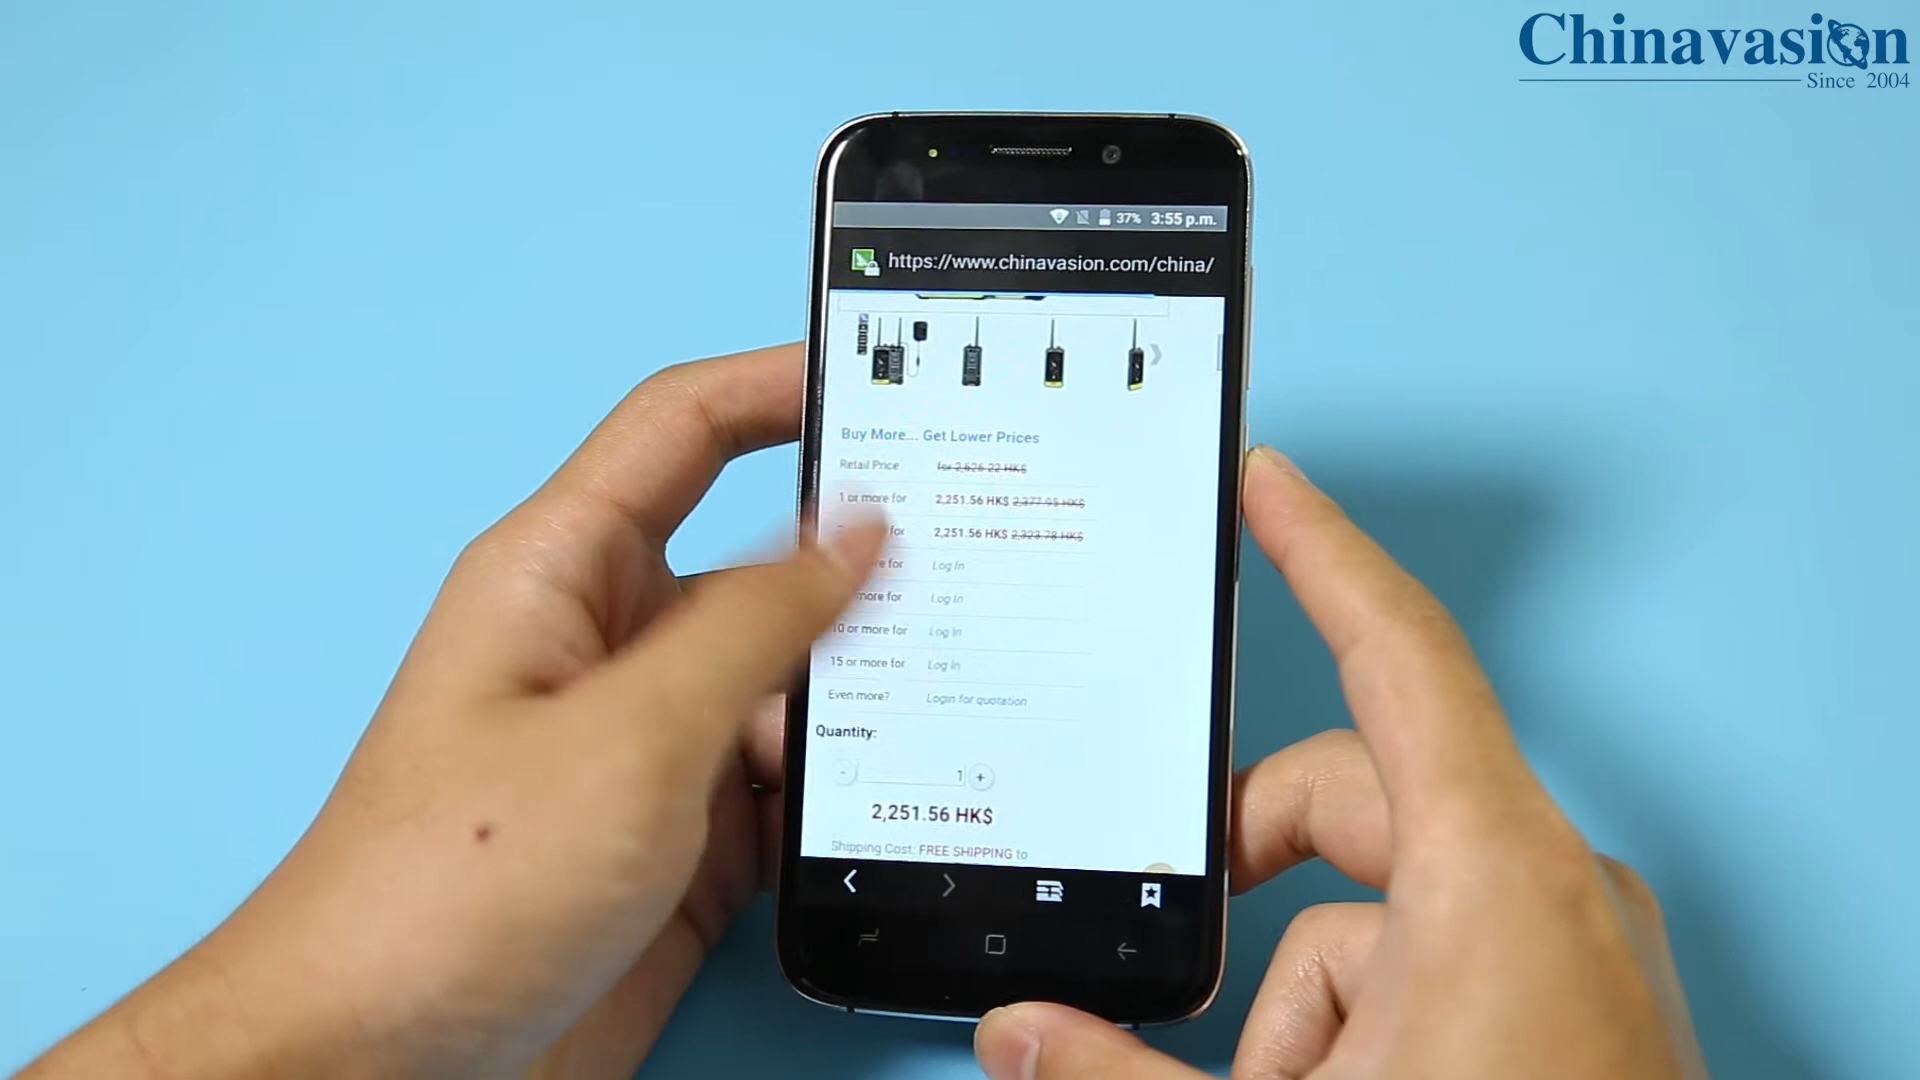 Chinavasion
Since 2004
37% 3:55 p.m.
https://www.chinavasion.com/china/
Buy More... Get Lower Prices
Retail Price for 2,626.22 HK$
1 or more for 2,251.56 HK$ 2,377.95 HK$
for 2,251.56 HK$ 2,323.78 HK$
for Log In
more for Log In
10 or more for Log In
15 or more for Log In
Even more? Login for quotation
Quantity:
- 1 +
2,251.56 HK$
Shipping Cost: FREE SHIPPING to